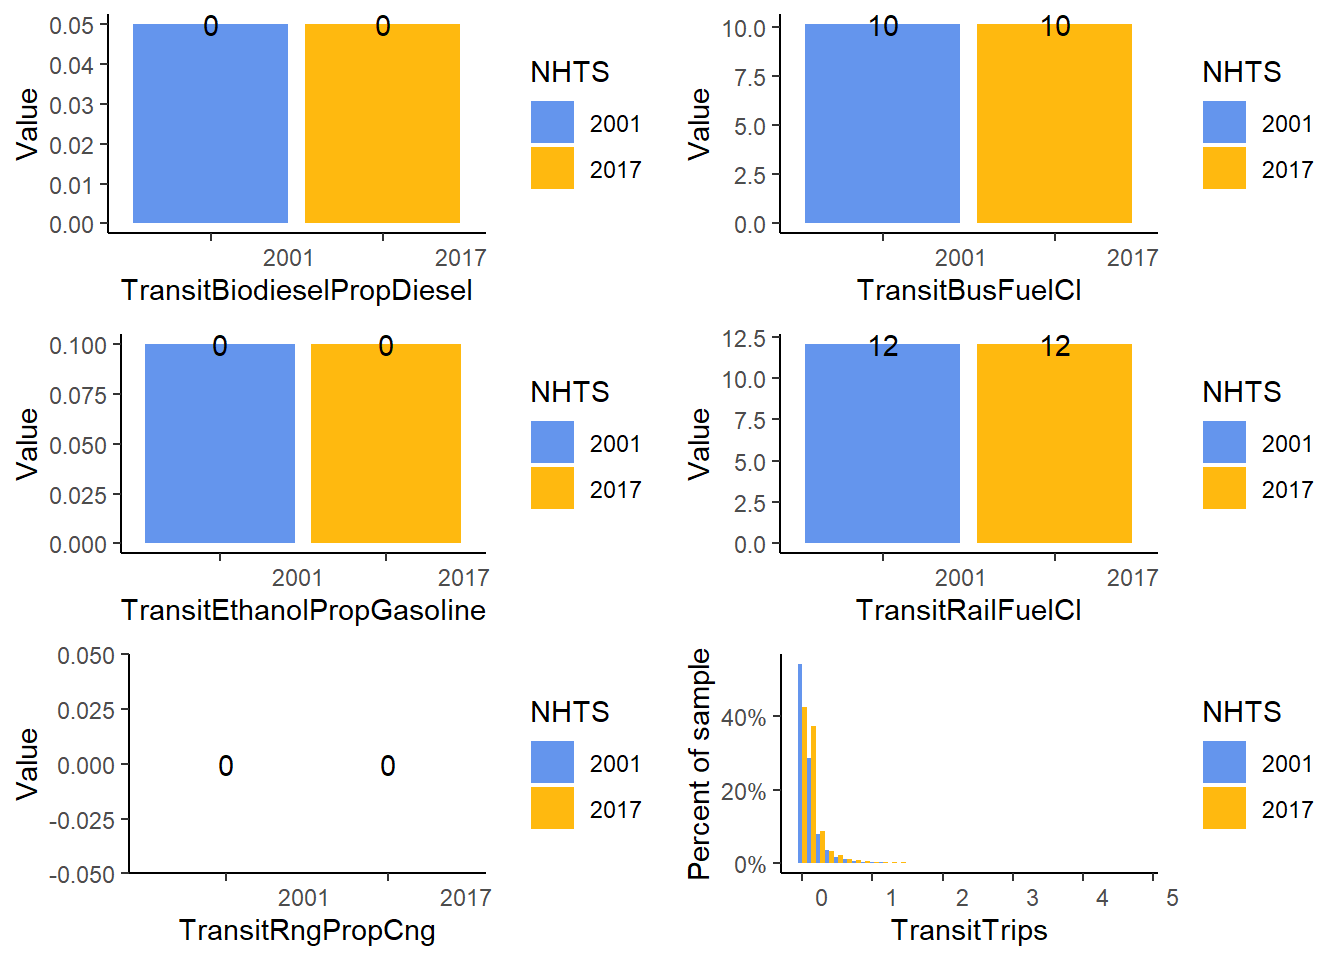 0.05
0.04
0.03
0.02
0.01
0.00
Value
0 0
2001 2017
TransitBiodieselPropDiesel
NHTS
2001
2017
10.0
7.5
5.0
2.5
0.0
Value
10 10
2001 2017
TransitBusFuelCI
NHTS
2001
2017
0.100
0.075
0.050
0.025
0.000
Value
0 0
2001 2017
TransitEthanolPropGasoline
NHTS
2001
2017
12.5
10.0
7.5
5.0
2.5
0.0
Value
12 12
2001 2017
TransitRailFuelCI
NHTS
2001
2017
0.050
0.025
0.000
-0.025
-0.050
Value
0 0
2001 2017
TransitRngPropCng
NHTS
2001
2017
40%
20%
0%
Percent of sample
0 1 2 3 4 5
TransitTrips
NHTS
2001
2017